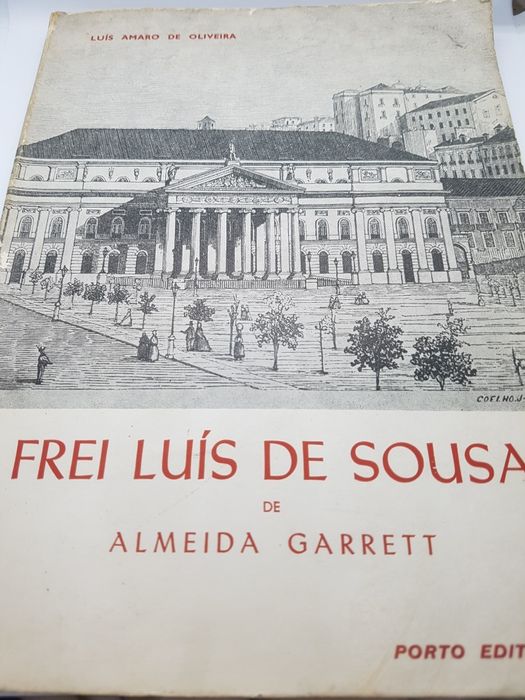 LUÍS AMARO DE OLIVEIRA
COELHO.J
FREI LUÍS DE SOUSA
DE
ALMEIDA GARRETT
PORTO EDIT